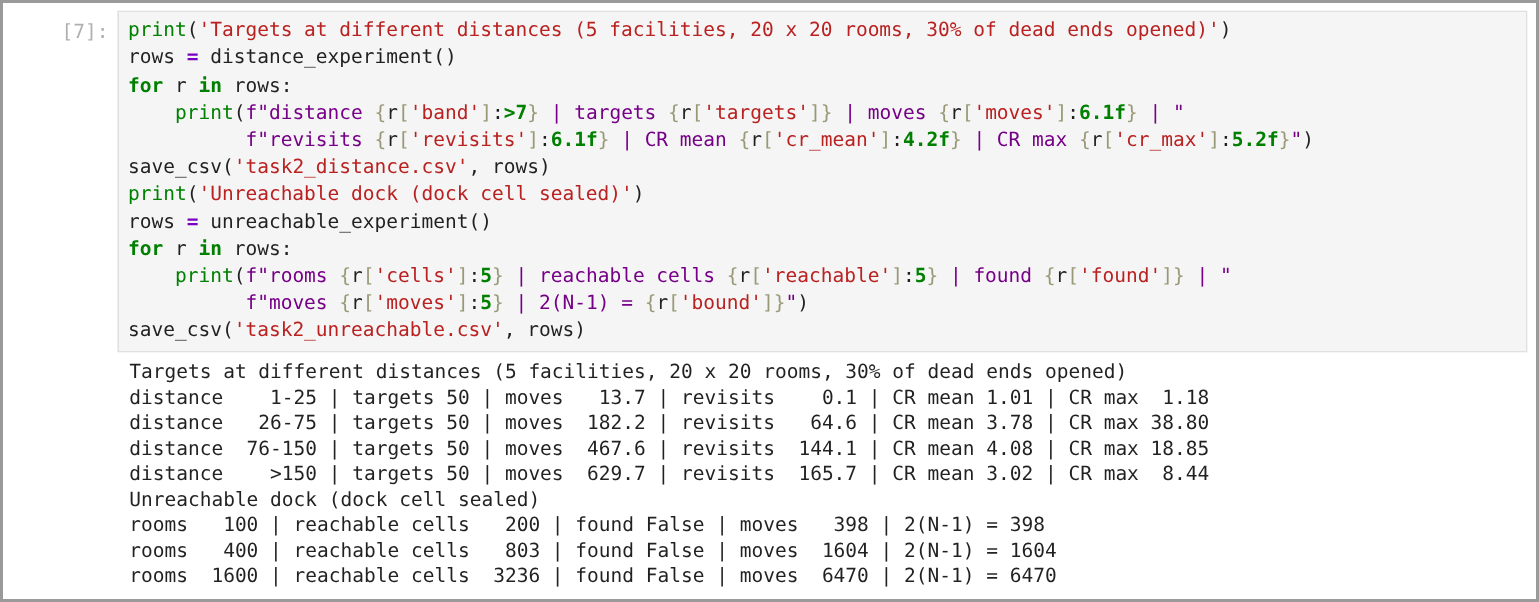 [7]:
print('Targets at different distances (5 facilities, 20 x 20 rooms, 30% of dead ends opened)')
rows = distance_experiment()
for r in rows:
    print(f"distance {r['band']:>7} | targets {r['targets']} | moves {r['moves']:6.1f} | "
          f"revisits {r['revisits']:6.1f} | CR mean {r['cr_mean']:4.2f} | CR max {r['cr_max']:5.2f}")
save_csv('task2_distance.csv', rows)
print('Unreachable dock (dock cell sealed)')
rows = unreachable_experiment()
for r in rows:
    print(f"rooms {r['cells']:5} | reachable cells {r['reachable']:5} | found {r['found']} | "
          f"moves {r['moves']:5} | 2(N-1) = {r['bound']}")
save_csv('task2_unreachable.csv', rows)
Targets at different distances (5 facilities, 20 x 20 rooms, 30% of dead ends opened)
distance    1-25 | targets 50 | moves   13.7 | revisits    0.1 | CR mean 1.01 | CR max  1.18
distance   26-75 | targets 50 | moves  182.2 | revisits   64.6 | CR mean 3.78 | CR max 38.80
distance  76-150 | targets 50 | moves  467.6 | revisits  144.1 | CR mean 4.08 | CR max 18.85
distance    >150 | targets 50 | moves  629.7 | revisits  165.7 | CR mean 3.02 | CR max  8.44
Unreachable dock (dock cell sealed)
rooms   100 | reachable cells   200 | found False | moves   398 | 2(N-1) = 398
rooms   400 | reachable cells   803 | found False | moves  1604 | 2(N-1) = 1604
rooms  1600 | reachable cells  3236 | found False | moves  6470 | 2(N-1) = 6470